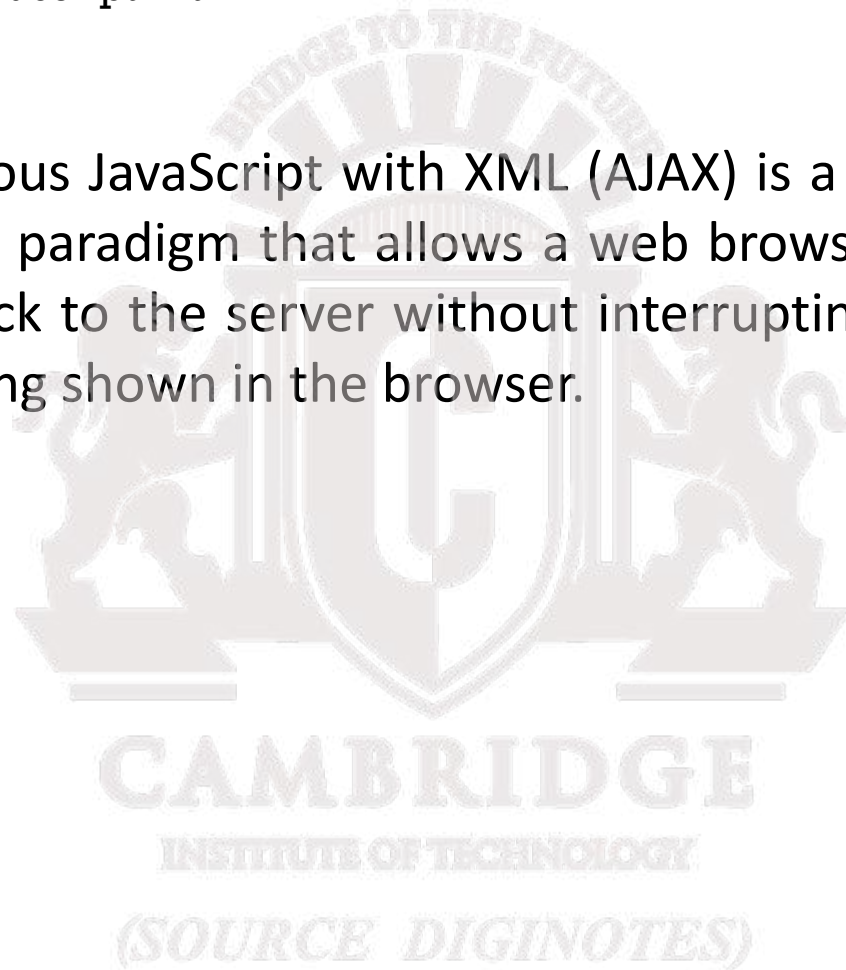 BRIDGE TO THE FUTURE
ous JavaScript with XML (AJAX) is a
paradigm that allows a web brows
ck to the server without interruptin
ng shown in the browser.
C
CAMBRIDGE
INSTITUTE OF TECHNOLOGY
(SOURCE DIGINOTES)